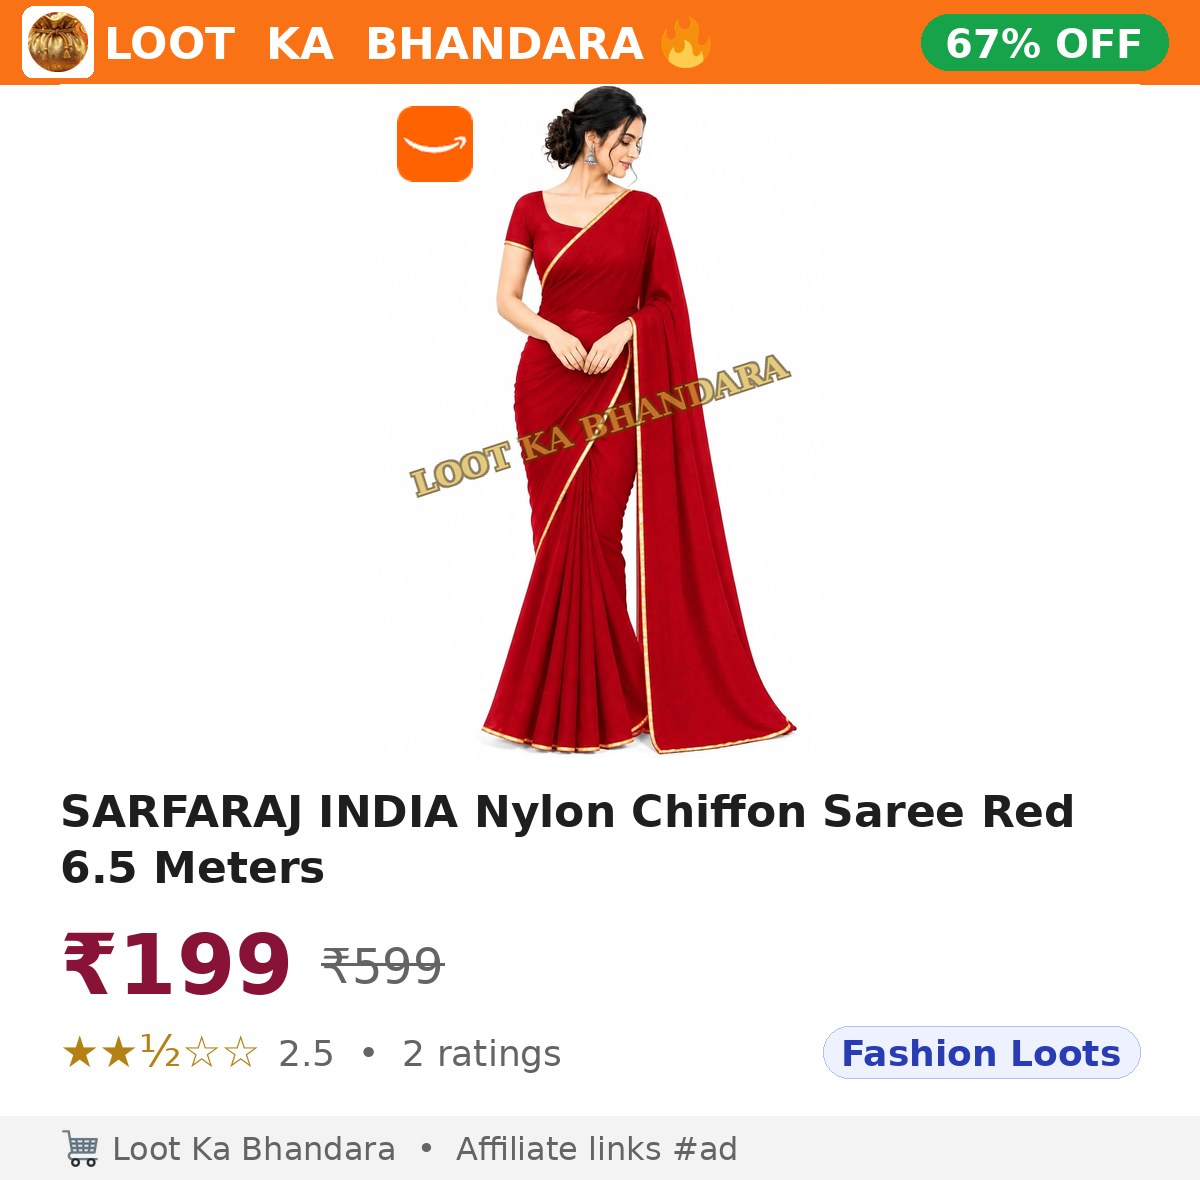 LOOT KA BHANDARA 🔥
67% OFF
LOOT KA BHANDARA
SARFARAJ INDIA Nylon Chiffon Saree Red
6.5 Meters
₹199 ₹599
★★½☆☆ 2.5 • 2 ratings
Fashion Loots
🛒 Loot Ka Bhandara • Affiliate links #ad